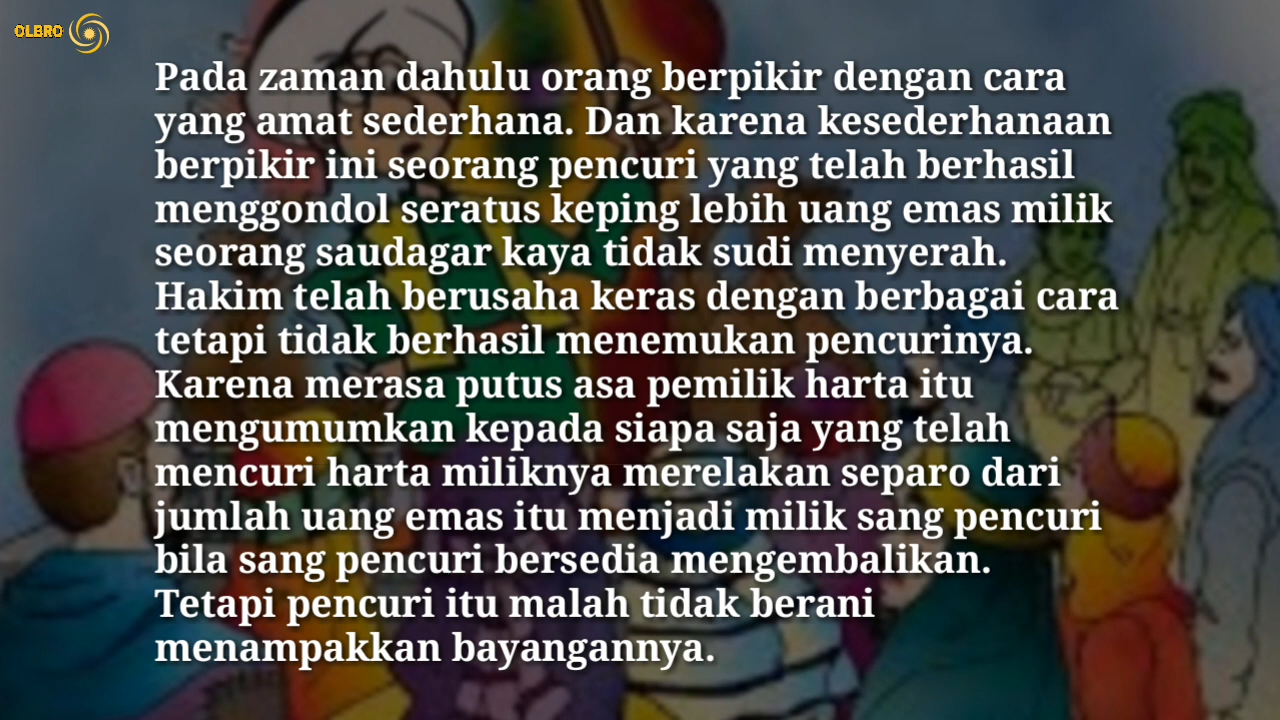 OLBRO
Pada zaman dahulu orang berpikir dengan cara
yang amat sederhana. Dan karena kesederhanaan
berpikir ini seorang pencuri yang telah berhasil
menggondol seratus keping lebih uang emas milik
seorang saudagar kaya tidak sudi menyerah.
Hakim telah berusaha keras dengan berbagai cara
tetapi tidak berhasil menemukan pencurinya.
Karena merasa putus asa pemilik harta itu
mengumumkan kepada siapa saja yang telah
mencuri harta miliknya merelakan separo dari
jumlah uang emas itu menjadi milik sang pencuri
bila sang pencuri bersedia mengembalikan.
Tetapi pencuri itu malah tidak berani
menampakkan bayangannya.